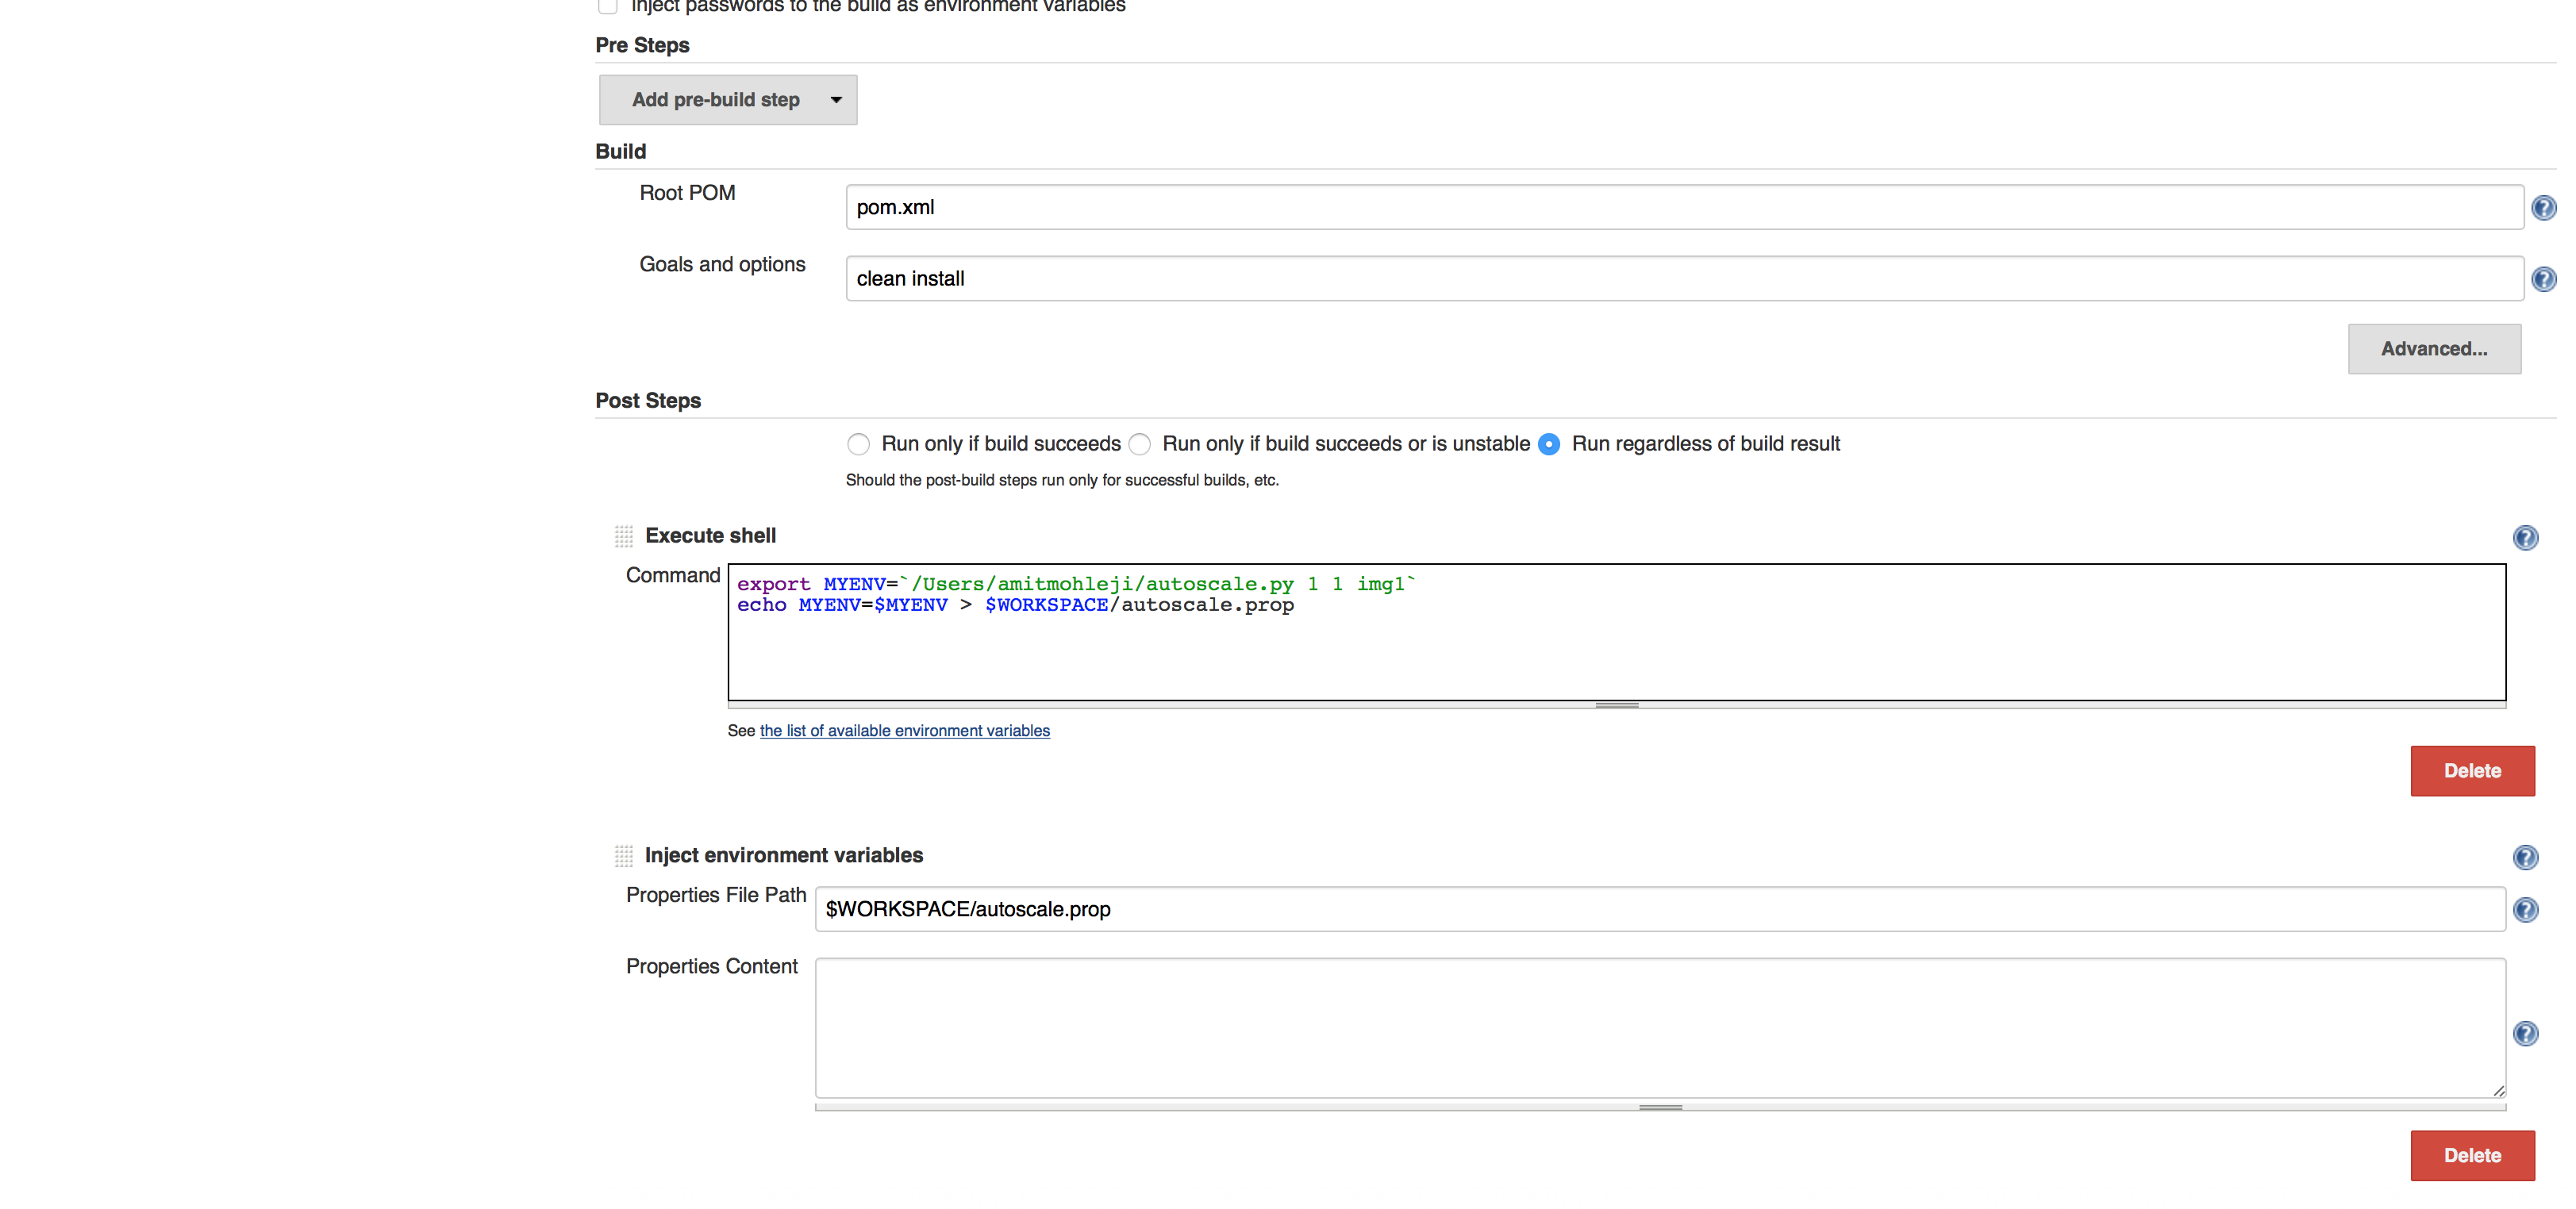 Inject passwords to the build as environment variables
Pre Steps
Add pre-build step
Build
Root POM
pom.xml
Goals and options
clean install
Advanced...
Post Steps
Run only if build succeeds Run only if build succeeds or is unstable Run regardless of build result
Should the post-build steps run only for successful builds, etc.
Execute shell
Command
export MYENV=`/Users/amitmohleji/autoscale.py 1 1 img1`
echo MYENV=$MYENV > $WORKSPACE/autoscale.prop
See the list of available environment variables
Delete
Inject environment variables
Properties File Path
$WORKSPACE/autoscale.prop
Properties Content
Delete